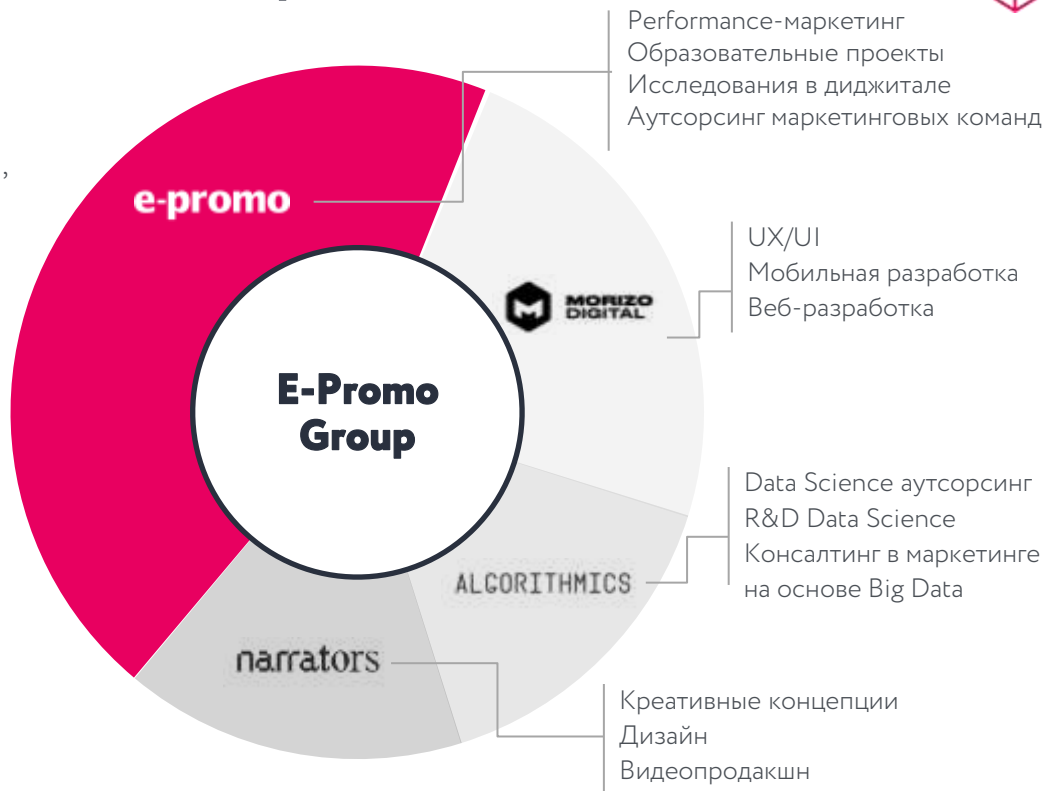 Performance-маркетинг
Образовательные проекты
Исследования в диджитале
Аутсорсинг маркетинговых команд
,
e-promo
UX/UI
Мобильная разработка
Веб-разработка
MORIZO
DIGITAL
E-Promo
Group
Data Science аутсорсинг
R&D Data Science
Консалтинг в маркетинге
на основе Big Data
ALGORITHMICS
narrators
Креативные концепции
Дизайн
Видеопродакшн